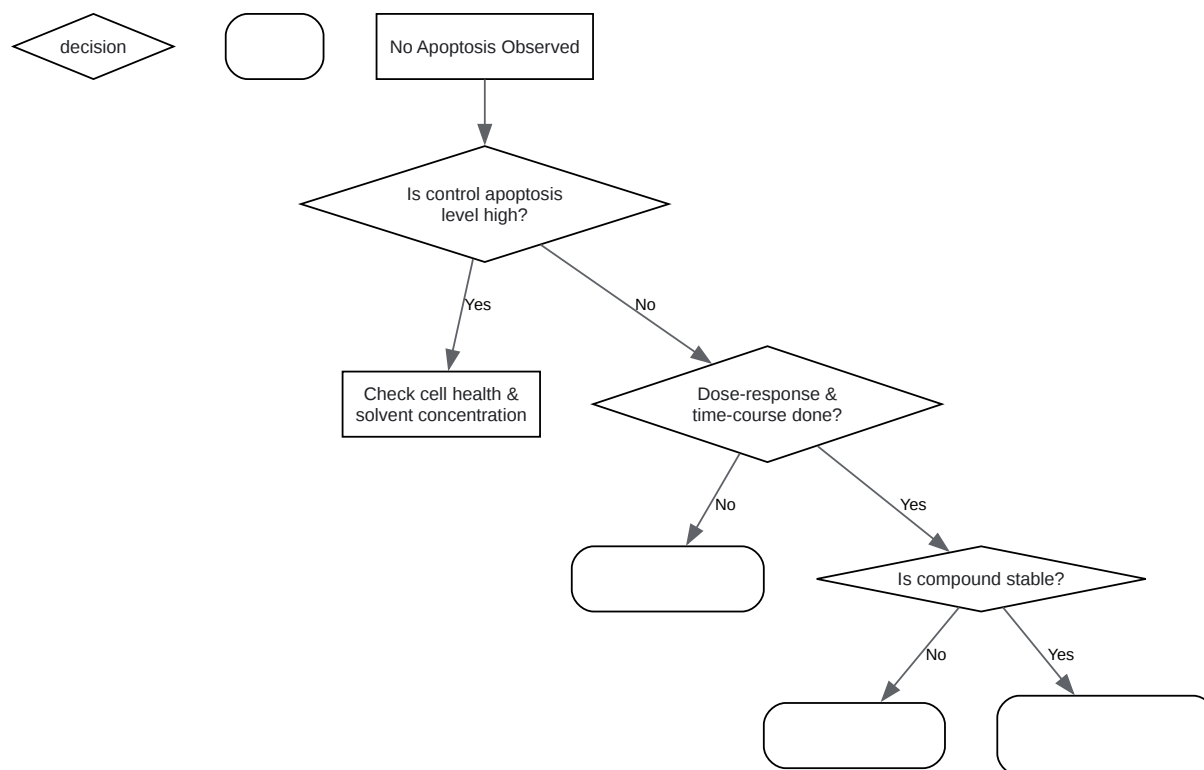 decision
No Apoptosis Observed
Is control apoptosis
level high?
Yes
No
Check cell health &
solvent concentration
Dose-response &
time-course done?
No
Yes
Is compound stable?
No
Yes